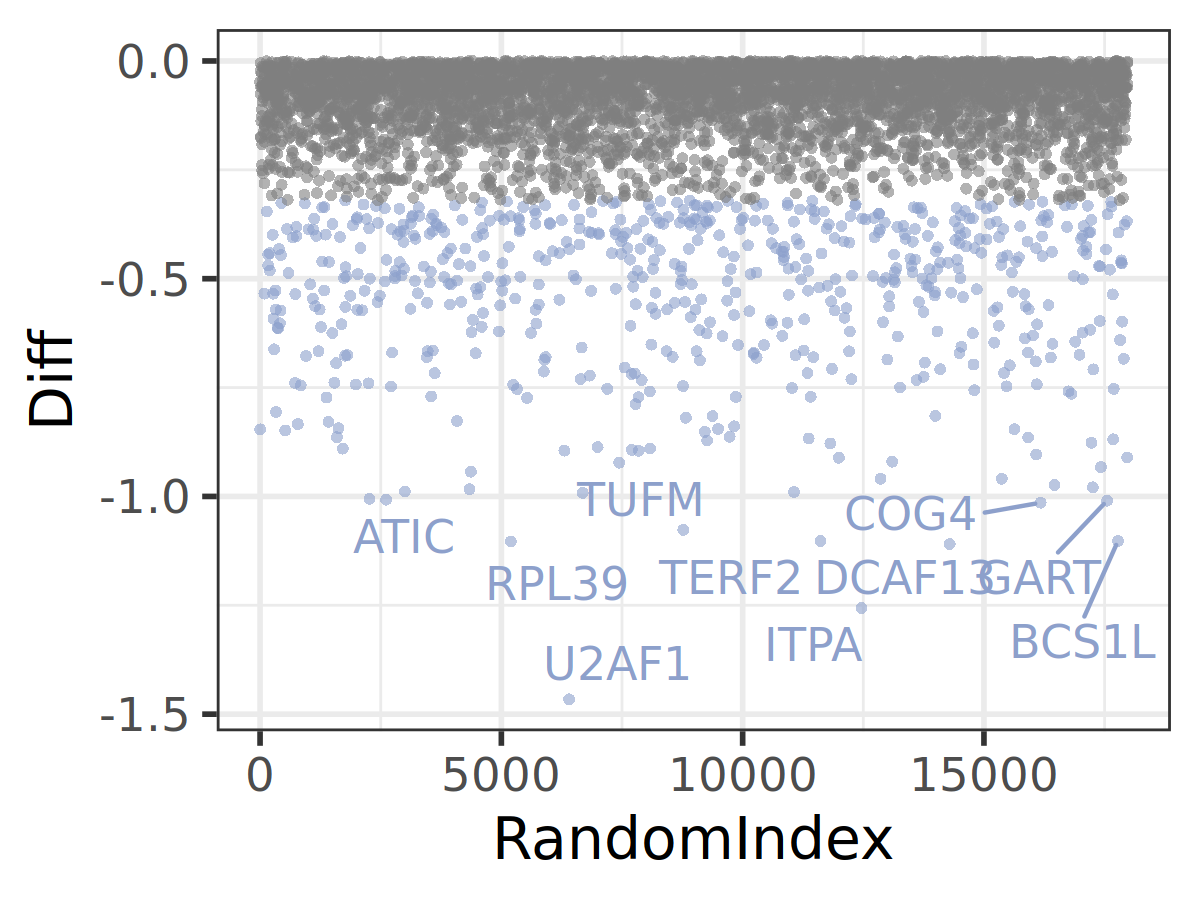 0.0
-0.5
-1.0
-1.5
Diff
TUFM
COG4
ATIC
RPL39
TERF2
DCAF13
GART
ITPA
BCS1L
U2AF1
0
5000
10000
15000
RandomIndex